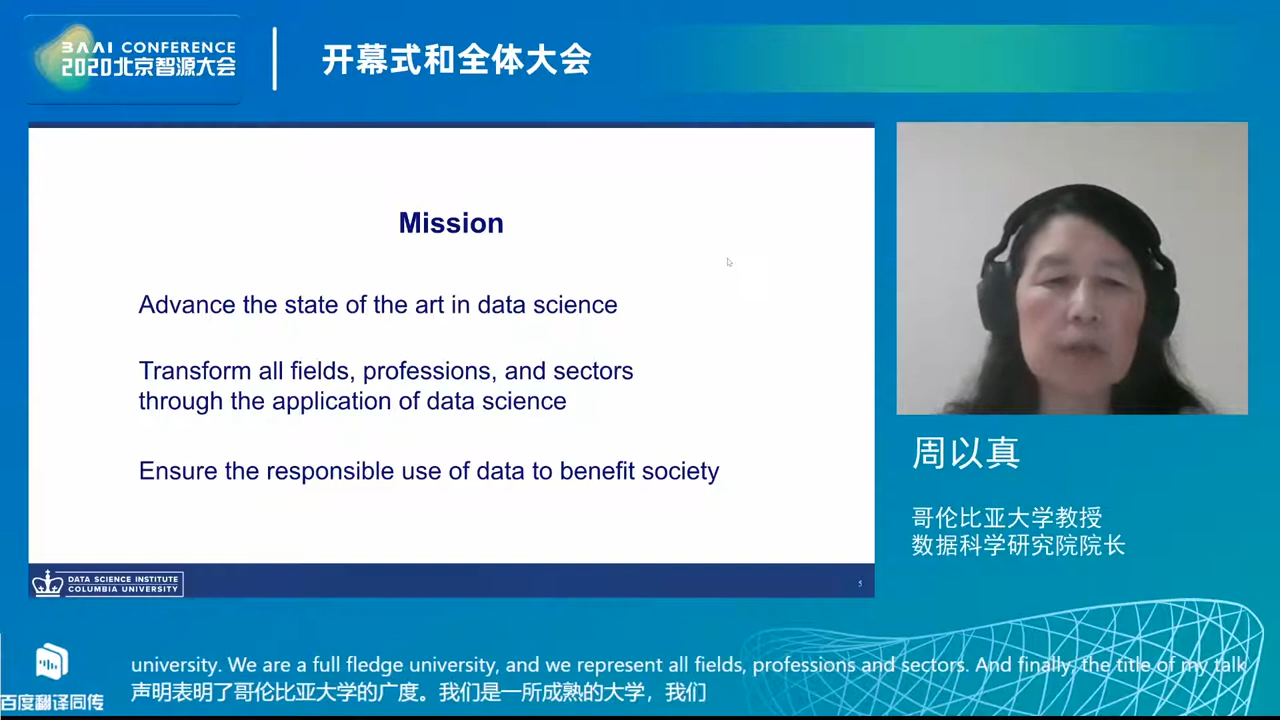 BAAI CONFERENCE
2020北京智源大会
开幕式和全体大会
Mission
Advance the state of the art in data science
Transform all fields, professions, and sectors
through the application of data science
Ensure the responsible use of data to benefit society
DATA SCIENCE INSTITUTE
COLUMBIA UNIVERSITY
5
周以真
哥伦比亚大学教授
数据科学研究院院长
university. We are a full fledge university, and we represent all fields, professions and sectors. And finally, the title of my talk
声明表明了哥伦比亚大学的广度。我们是一所成熟的大学，我们
百度翻译同传